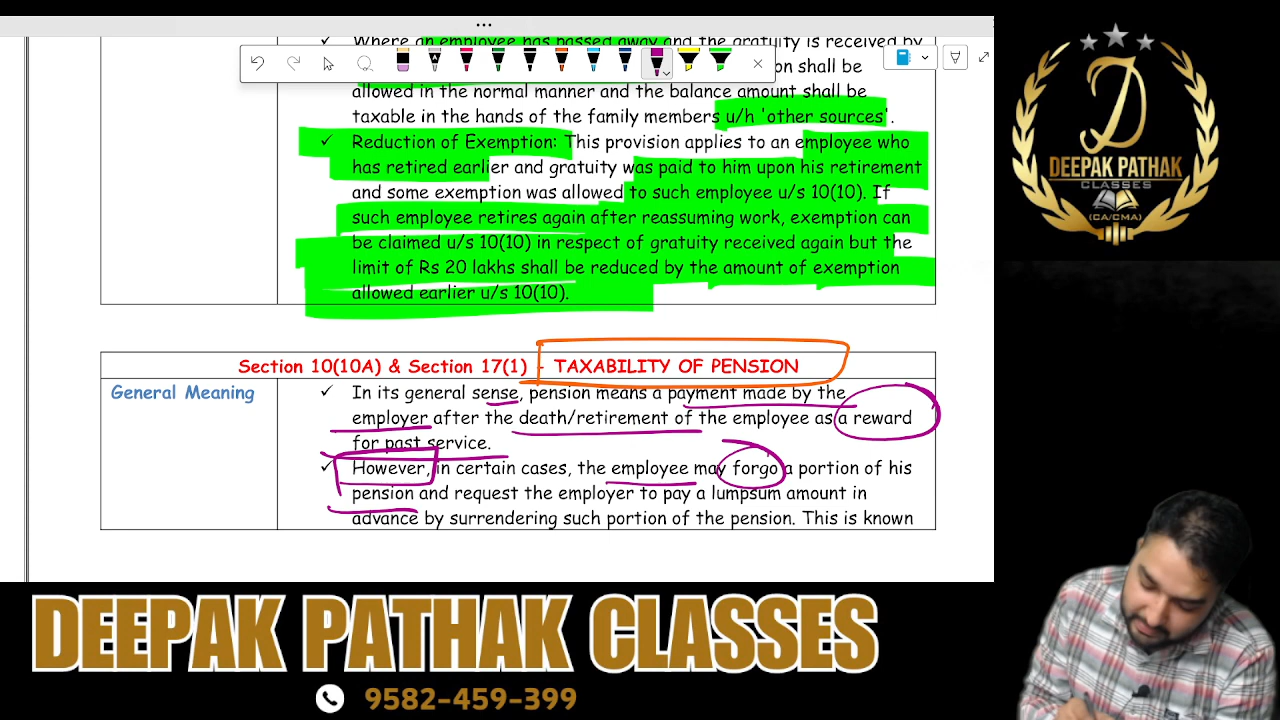 Where an employee has passed away and the gratuity is received by
on shall be
allowed in the normal manner and the balance amount shall be
taxable in the hands of the family members u/h 'other sources'.
Reduction of Exemption: This provision applies to an employee who
has retired earlier and gratuity was paid to him upon his retirement
and some exemption was allowed to such employee u/s 10(10). If
such employee retires again after reassuming work, exemption can
be claimed u/s 10(10) in respect of gratuity received again but the
limit of Rs 20 lakhs shall be reduced by the amount of exemption
allowed earlier u/s 10(10).
Section 10(10A) & Section 17(1) - TAXABILITY OF PENSION
General Meaning
In its general sense, pension means a payment made by the
employer after the death/retirement of the employee as a reward
for past service.
However, in certain cases, the employee may forgo a portion of his
pension and request the employer to pay a lumpsum amount in
advance by surrendering such portion of the pension. This is known
D
DEEPAK PATHAK
CLASSES
(CA/CMA)
DEEPAK PATHAK CLASSES
9582-459-399